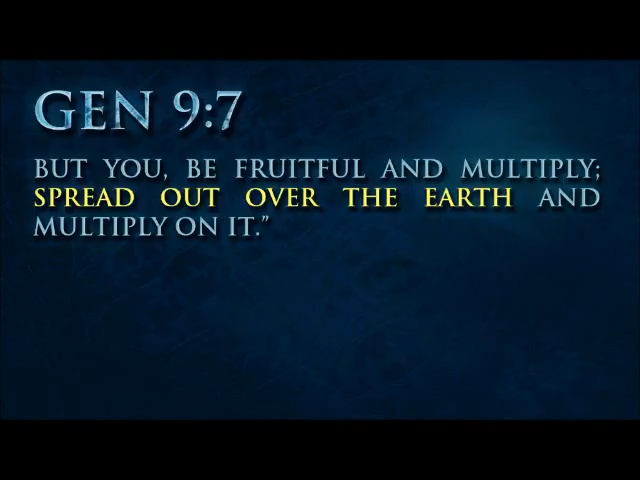 GEN 9:7
BUT YOU, BE FRUITFUL AND MULTIPLY;
SPREAD OUT OVER THE EARTH AND
MULTIPLY ON IT.”